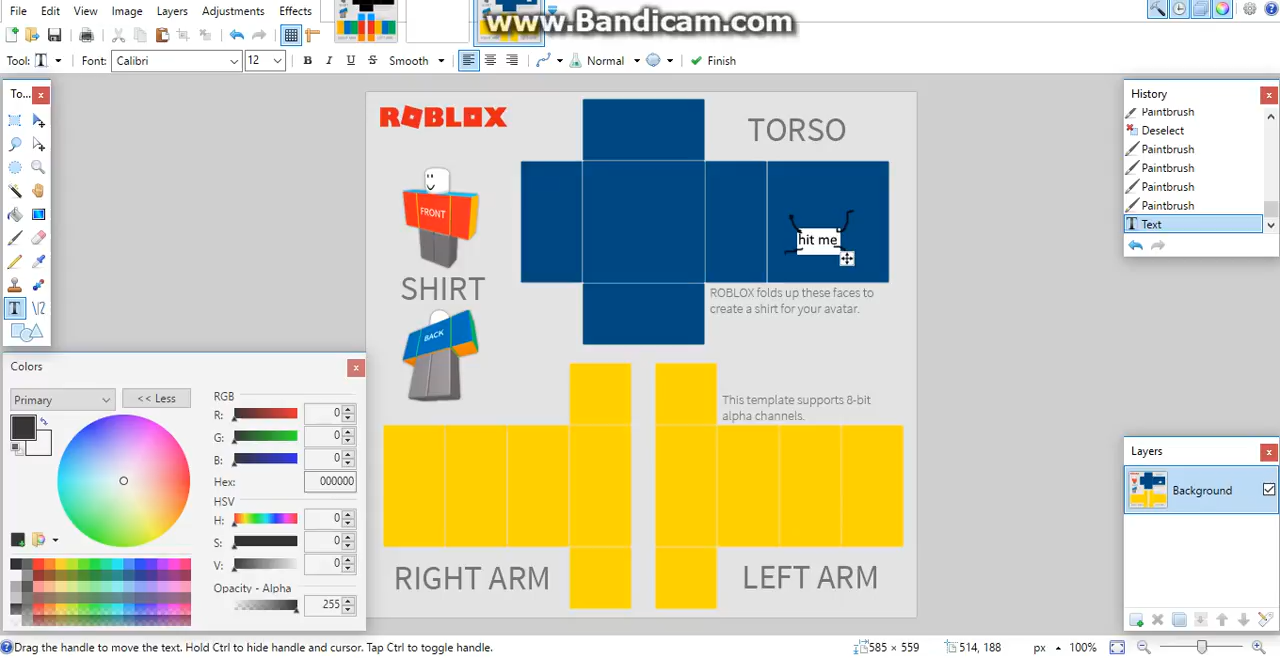 File Edit View Image Layers Adjustments Effects
www.Bandicam.com
Tool: T Font: Calibri 12 B I U S Smooth Normal Finish
To...
History
Paintbrush
Deselect
Paintbrush
Paintbrush
Paintbrush
Paintbrush
Text
ROBLOX
TORSO
FRONT
hit me
SHIRT
ROBLOX folds up these faces to
create a shirt for your avatar.
BACK
This template supports 8-bit
alpha channels.
RIGHT ARM
LEFT ARM
Colors
Primary
<< Less
RGB
R: 0
G: 0
B: 0
Hex: 000000
HSV
H: 0
S: 0
V: 0
Opacity - Alpha
255
Layers
Background
Drag the handle to move the text. Hold Ctrl to hide handle and cursor. Tap Ctrl to toggle handle.
585 × 559 514, 188 px 100%